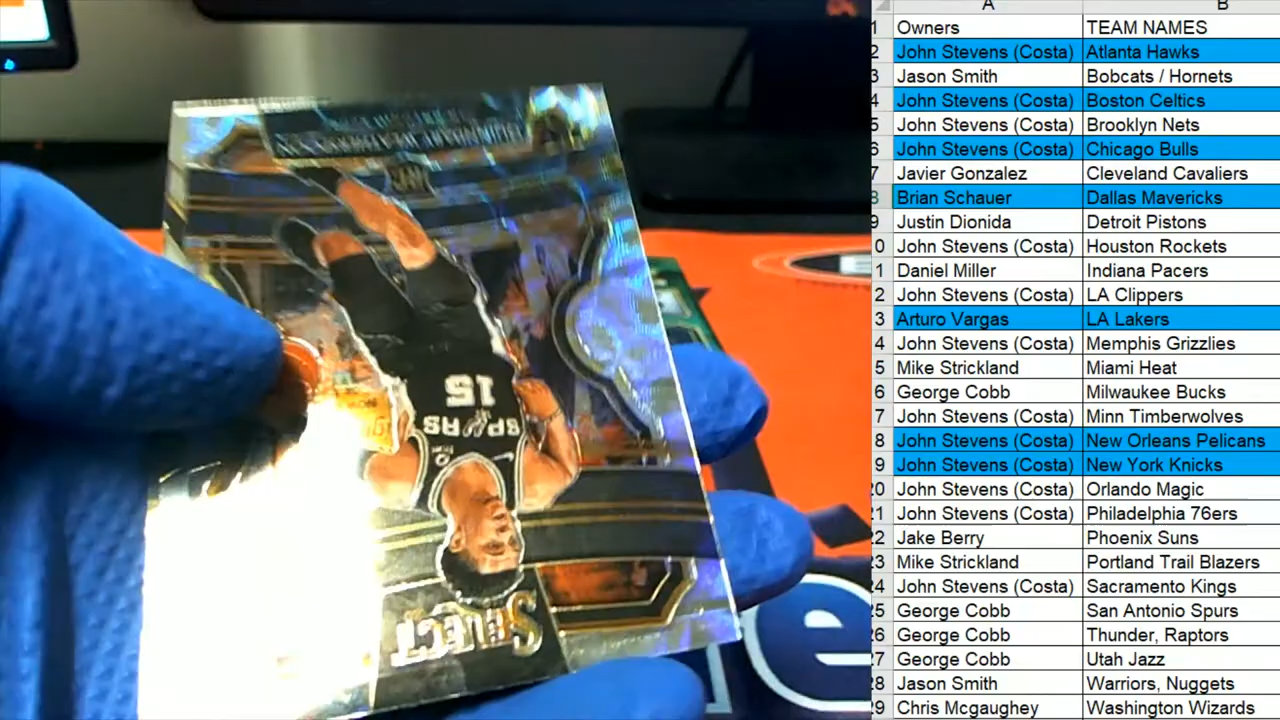 A B
1 Owners TEAM NAMES
2 John Stevens (Costa) Atlanta Hawks
3 Jason Smith Bobcats / Hornets
4 John Stevens (Costa) Boston Celtics
5 John Stevens (Costa) Brooklyn Nets
6 John Stevens (Costa) Chicago Bulls
7 Javier Gonzalez Cleveland Cavaliers
8 Brian Schauer Dallas Mavericks
9 Justin Dionida Detroit Pistons
0 John Stevens (Costa) Houston Rockets
1 Daniel Miller Indiana Pacers
2 John Stevens (Costa) LA Clippers
3 Arturo Vargas LA Lakers
4 John Stevens (Costa) Memphis Grizzlies
5 Mike Strickland Miami Heat
6 George Cobb Milwaukee Bucks
7 John Stevens (Costa) Minn Timberwolves
8 John Stevens (Costa) New Orleans Pelicans
9 John Stevens (Costa) New York Knicks
20 John Stevens (Costa) Orlando Magic
21 John Stevens (Costa) Philadelphia 76ers
22 Jake Berry Phoenix Suns
23 Mike Strickland Portland Trail Blazers
24 John Stevens (Costa) Sacramento Kings
25 George Cobb San Antonio Spurs
26 George Cobb Thunder, Raptors
27 George Cobb Utah Jazz
28 Jason Smith Warriors, Nuggets
29 Chris Mcgaughey Washington Wizards
15
SPURS
SELECT
e